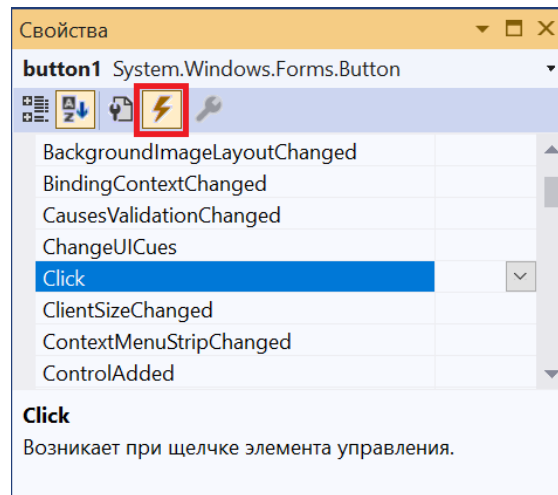 Свойства
button1 System.Windows.Forms.Button
BackgroundImageLayoutChanged
BindingContextChanged
CausesValidationChanged
ChangeUICues
Click
ClientSizeChanged
ContextMenuStripChanged
ControlAdded
Click
Возникает при щелчке элемента управления.